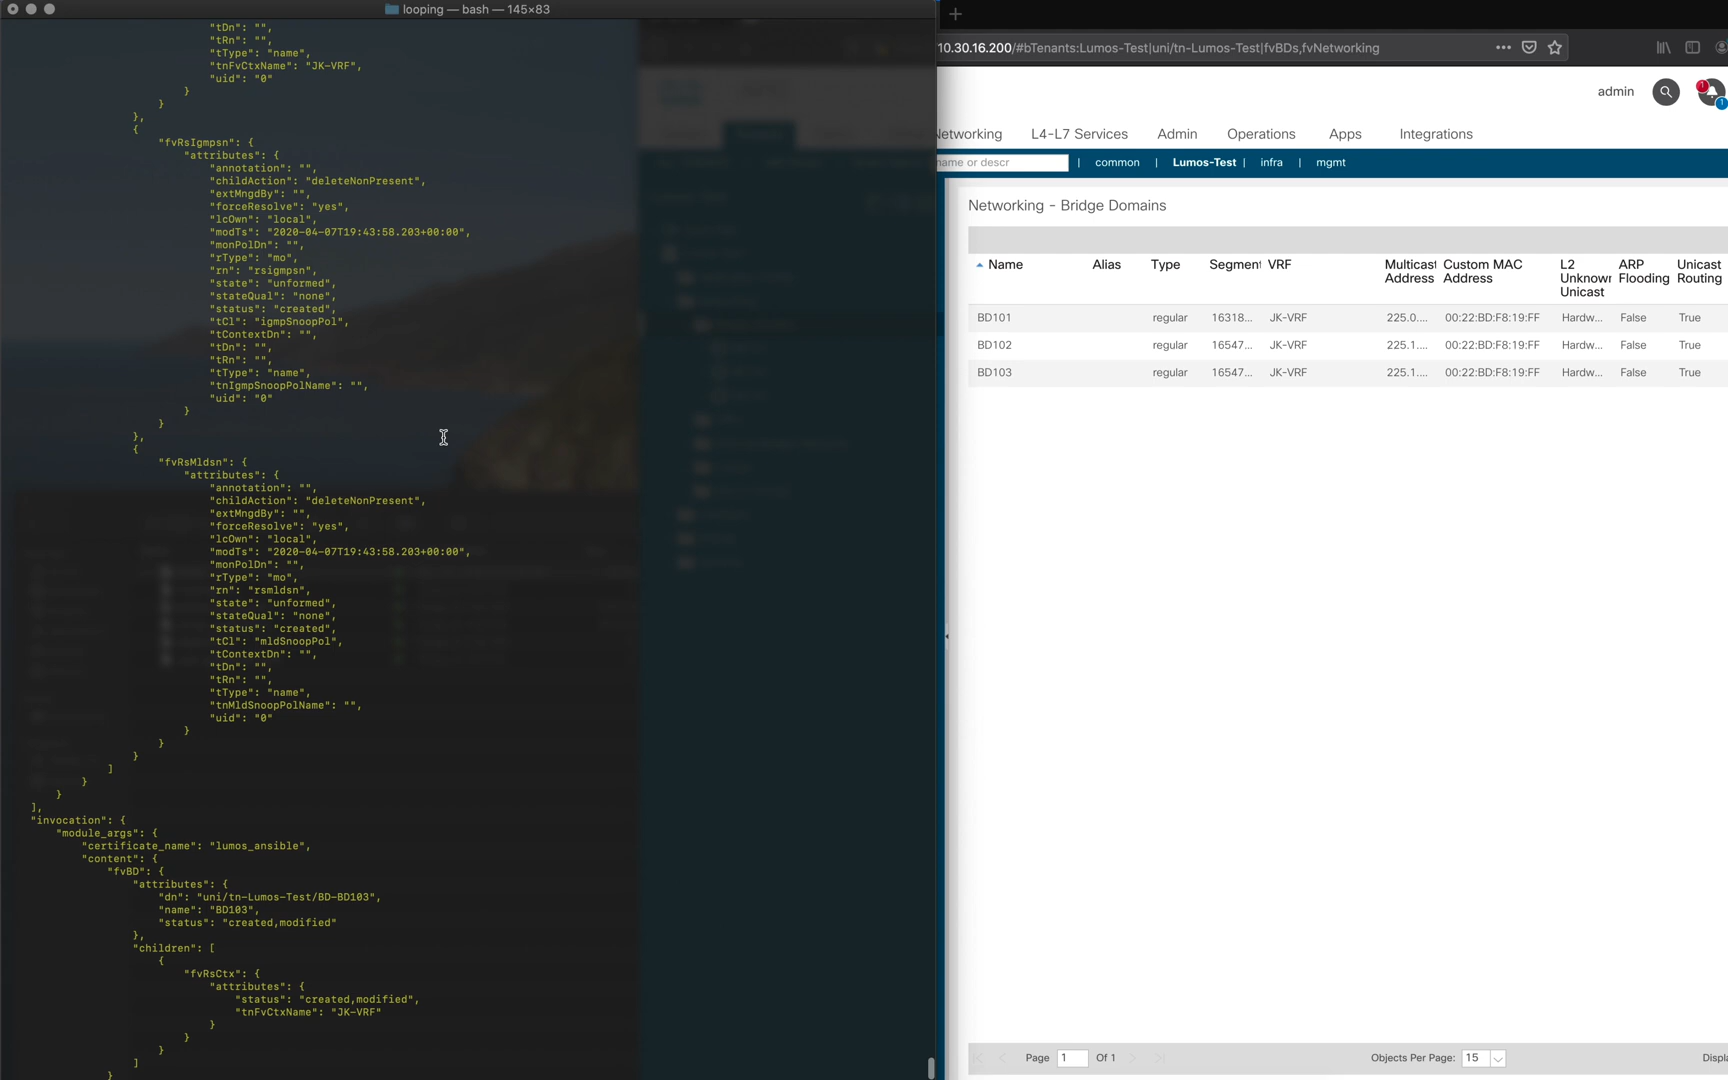 looping — bash — 145×83
"tDn": "",
"tRn": "",
"tType": "name",
"tnFvCtxName": "JK-VRF",
"uid": "0"
}
}
},
{
"fvRsIgmpsn": {
"attributes": {
"annotation": "",
"childAction": "deleteNonPresent",
"extMngdBy": "",
"forceResolve": "yes",
"lcOwn": "local",
"modTs": "2020-04-07T19:43:58.203+00:00",
"monPolDn": "",
"rType": "mo",
"rn": "rsigmpsn",
"state": "unformed",
"stateQual": "none",
"status": "created",
"tCl": "igmpSnoopPol",
"tContextDn": "",
"tDn": "",
"tRn": "",
"tType": "name",
"tnIgmpSnoopPolName": "",
"uid": "0"
}
}
},
{
"fvRsMldsn": {
"attributes": {
"annotation": "",
"childAction": "deleteNonPresent",
"extMngdBy": "",
"forceResolve": "yes",
"lcOwn": "local",
"modTs": "2020-04-07T19:43:58.203+00:00",
"monPolDn": "",
"rType": "mo",
"rn": "rsmldsn",
"state": "unformed",
"stateQual": "none",
"status": "created",
"tCl": "mldSnoopPol",
"tContextDn": "",
"tDn": "",
"tRn": "",
"tType": "name",
"tnMldSnoopPolName": "",
"uid": "0"
}
}
}
]
}
}
],
"invocation": {
"module_args": {
"certificate_name": "lumos_ansible",
"content": {
"fvBD": {
"attributes": {
"dn": "uni/tn-Lumos-Test/BD-BD103",
"name": "BD103",
"status": "created,modified"
},
"children": [
{
"fvRsCtx": {
"attributes": {
"status": "created,modified",
"tnFvCtxName": "JK-VRF"
}
}
}
]
}
10.30.16.200/#bTenants:Lumos-Test|uni/tn-Lumos-Test|fvBDs,fvNetworking
admin
1
1
Networking L4-L7 Services Admin Operations Apps Integrations
name or descr | common | Lumos-Test | infra | mgmt
Networking - Bridge Domains
Name Alias Type Segment VRF Multicast Address Custom MAC Address L2 Unknown Unicast ARP Flooding Unicast Routing
BD101 regular 16318... JK-VRF 225.0.... 00:22:BD:F8:19:FF Hardw... False True
BD102 regular 16547... JK-VRF 225.1.... 00:22:BD:F8:19:FF Hardw... False True
BD103 regular 16547... JK-VRF 225.1.... 00:22:BD:F8:19:FF Hardw... False True
Page 1 Of 1 Objects Per Page: 15 Displa